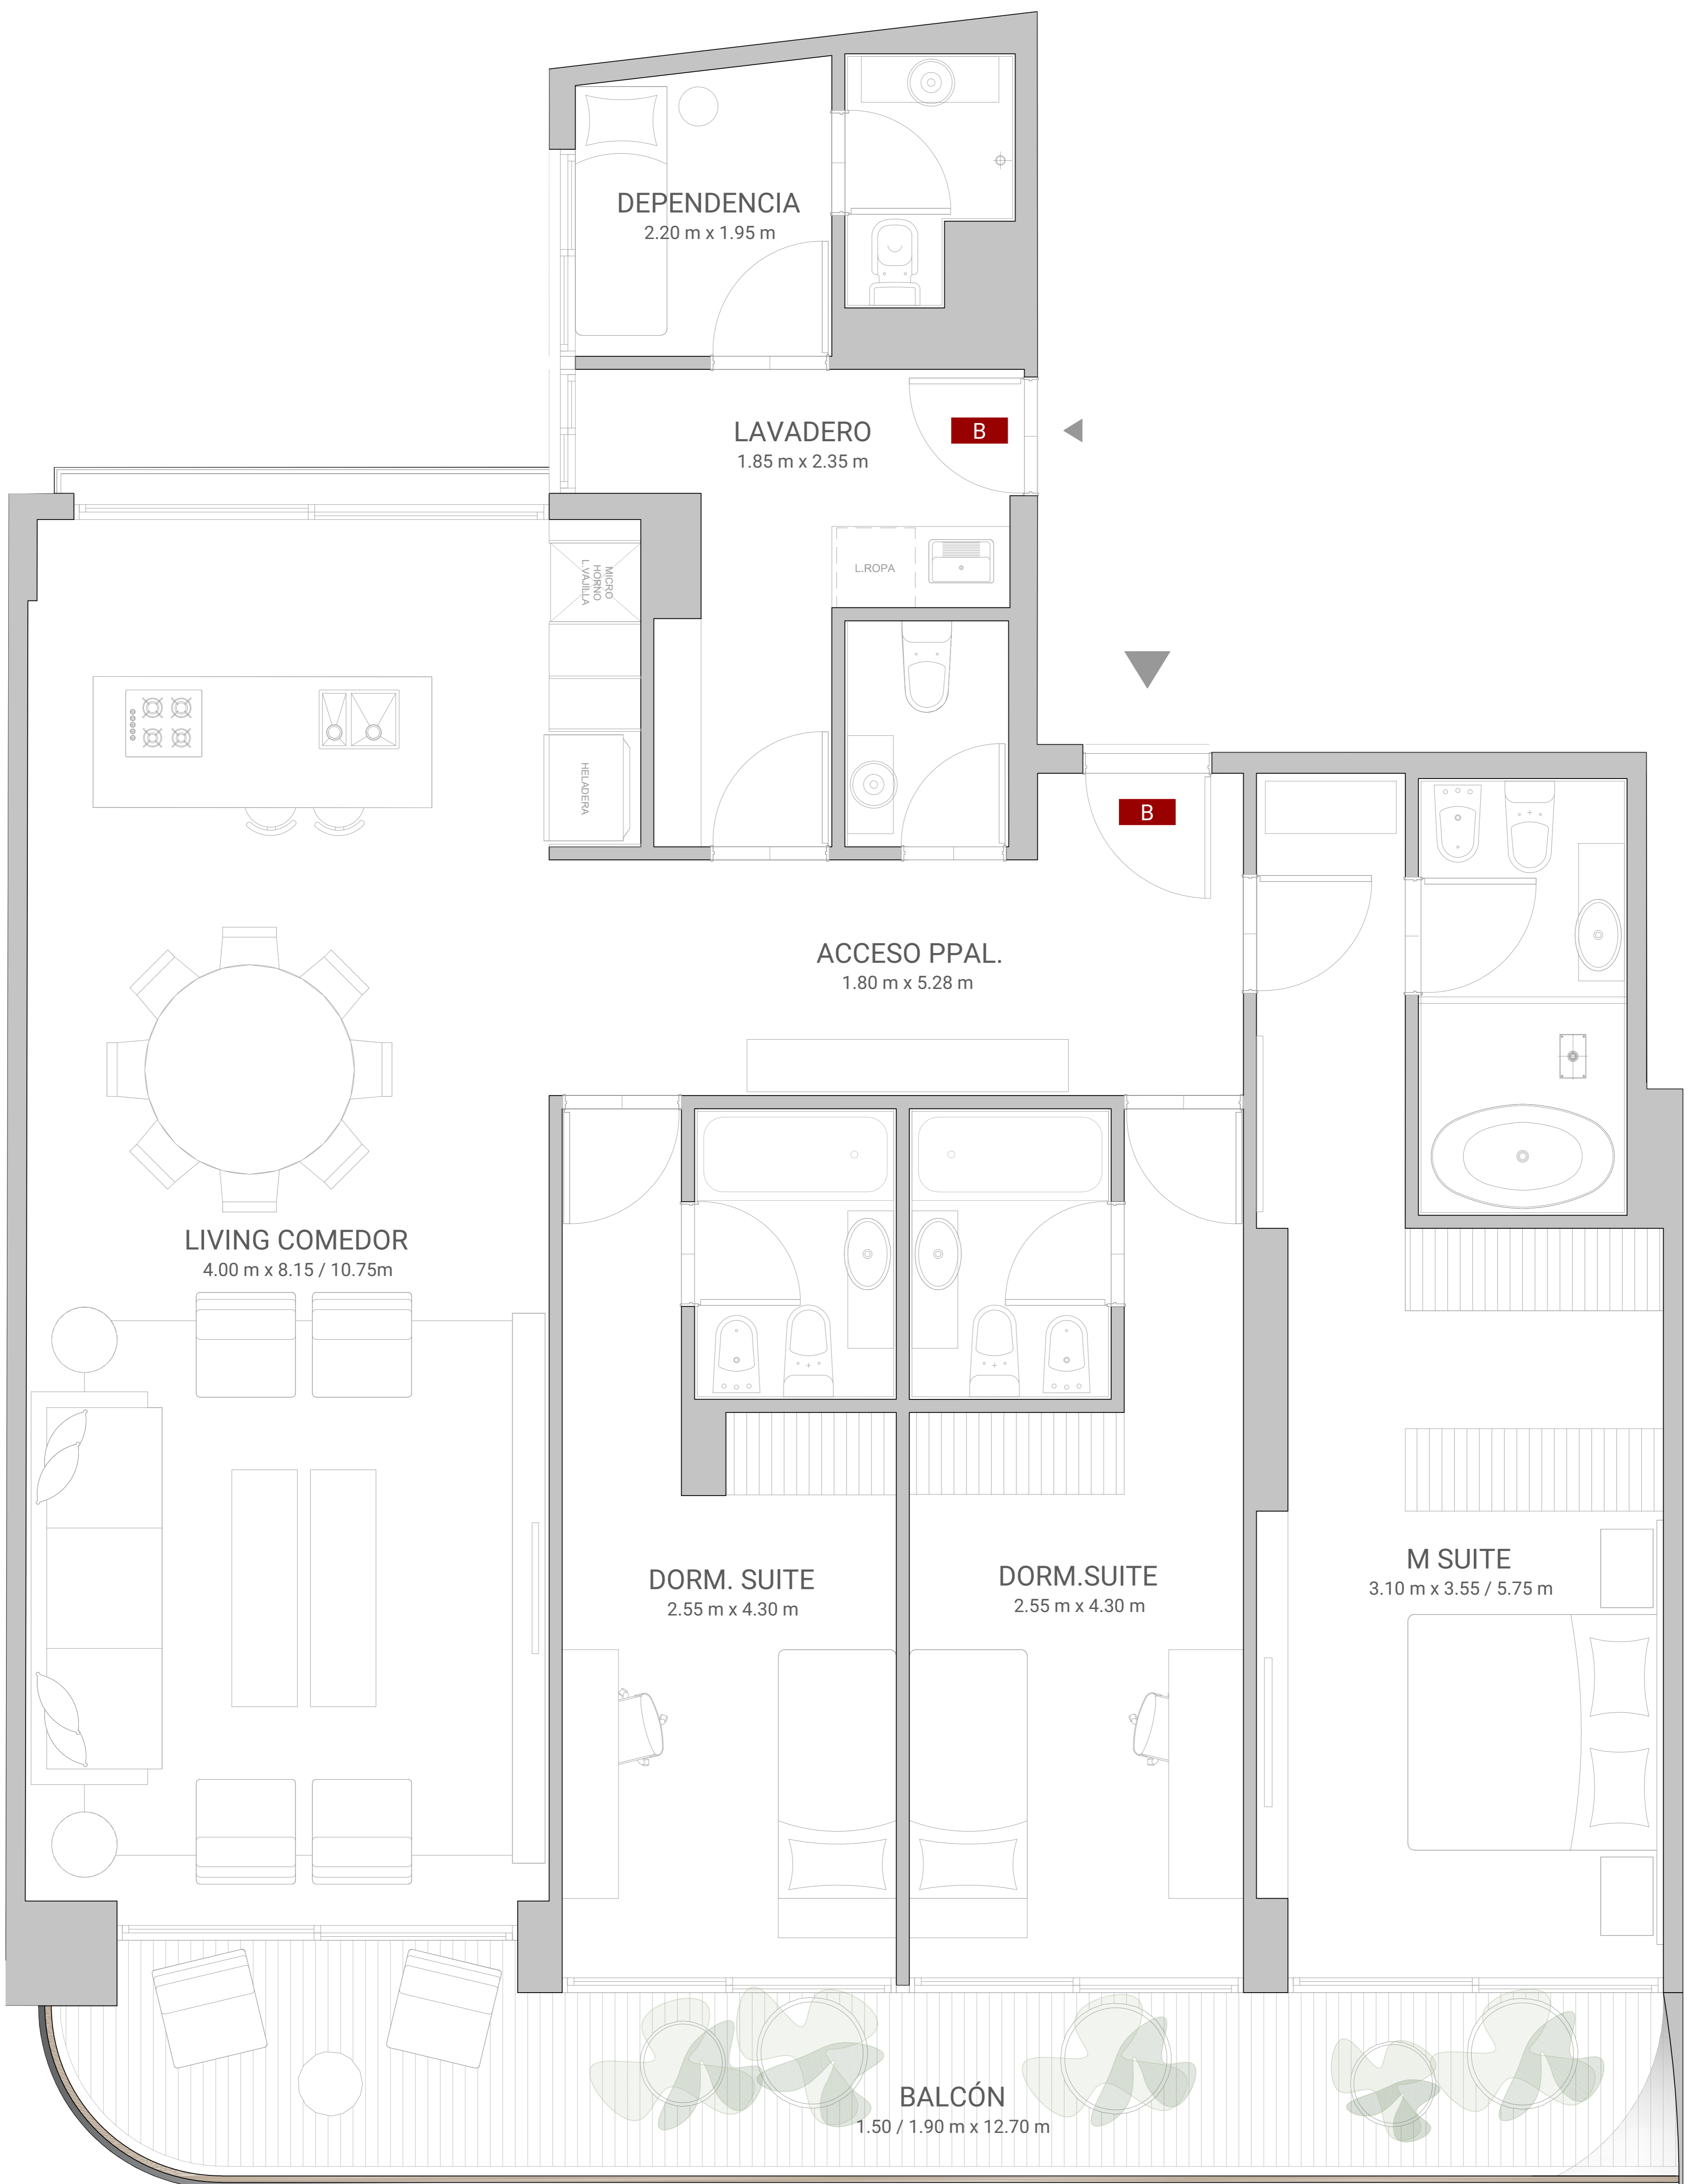 DEPENDENCIA
2.20 m x 1.95 m
LAVADERO
1.85 m x 2.35 m
B
L.ROPA
MICRO
HORNO
L.VAJILLA
HELADERA
B
ACCESO PPAL.
1.80 m x 5.28 m
LIVING COMEDOR
4.00 m x 8.15 / 10.75m
DORM. SUITE
2.55 m x 4.30 m
DORM.SUITE
2.55 m x 4.30 m
M SUITE
3.10 m x 3.55 / 5.75 m
BALCÓN
1.50 / 1.90 m x 12.70 m